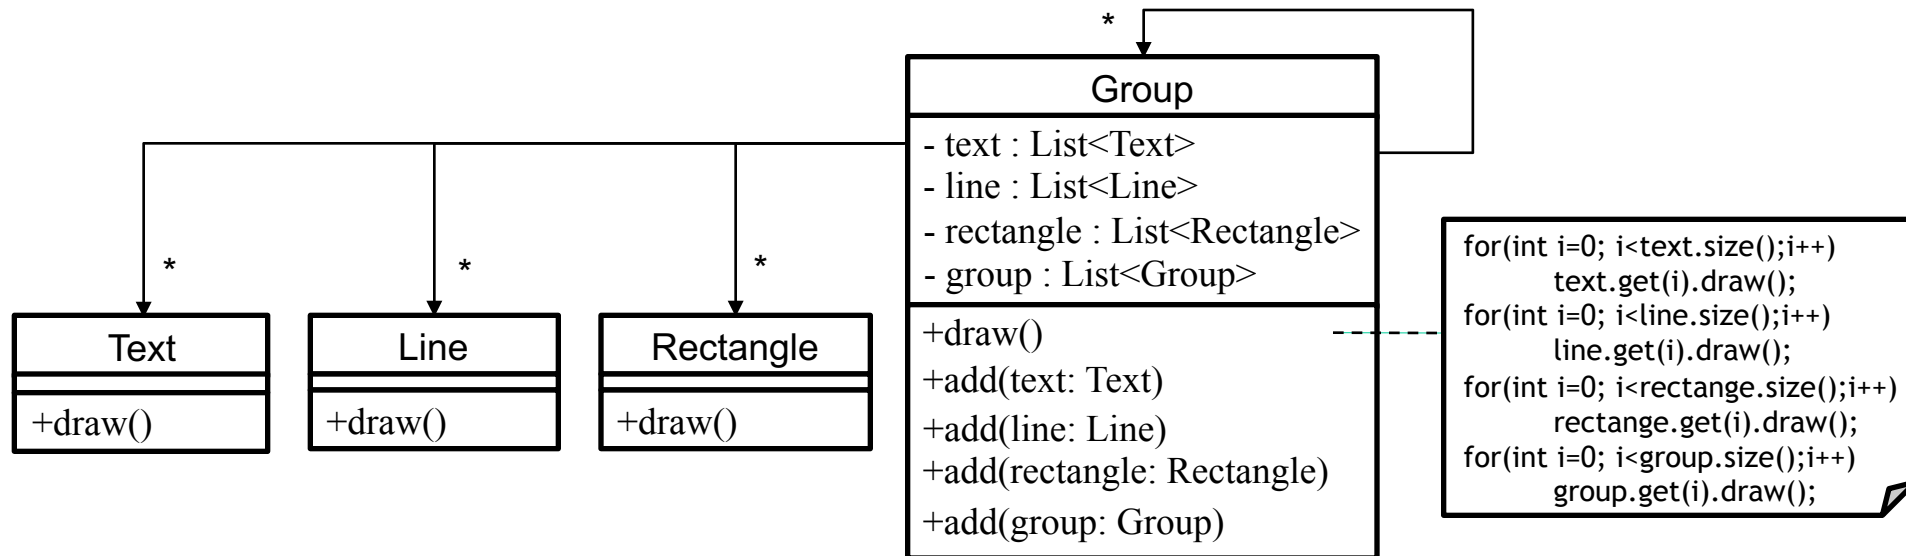 *
Group
- text : List<Text>
- line : List<Line>
- rectangle : List<Rectangle>
- group : List<Group>
+draw()
+add(text: Text)
+add(line: Line)
+add(rectangle: Rectangle)
+add(group: Group)
*
*
*
Text
+draw()
Line
+draw()
Rectangle
+draw()
for(int i=0; i<text.size();i++)
text.get(i).draw();
for(int i=0; i<line.size();i++)
line.get(i).draw();
for(int i=0; i<rectange.size();i++)
rectange.get(i).draw();
for(int i=0; i<group.size();i++)
group.get(i).draw();